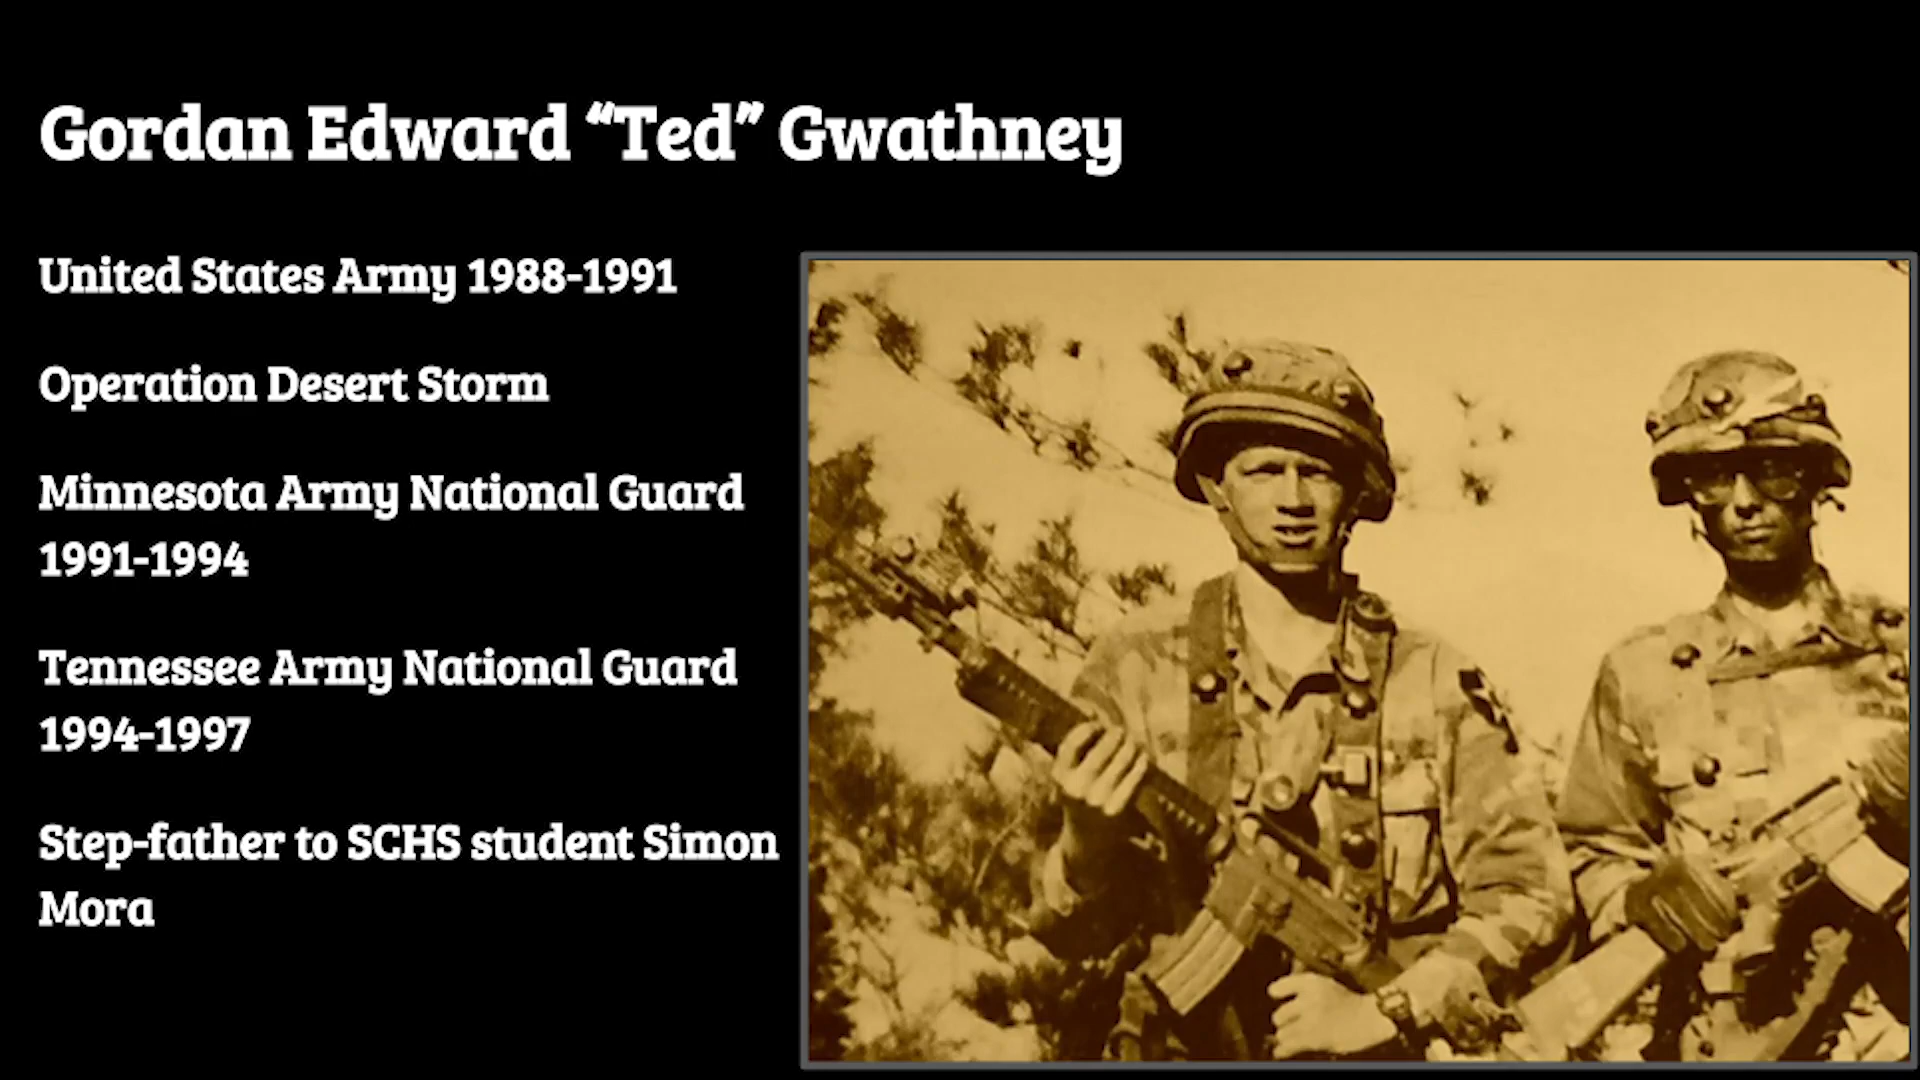 Gordan Edward “Ted” Gwathney
United States Army 1988-1991
Operation Desert Storm
Minnesota Army National Guard
1991-1994
Tennessee Army National Guard
1994-1997
Step-father to SCHS student Simon
Mora